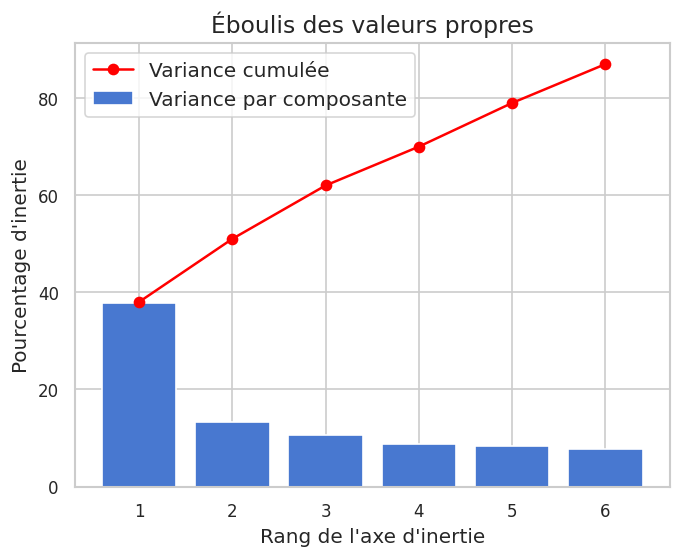 Éboulis des valeurs propres
Variance cumulée
Variance par composante
Pourcentage d'inertie
80
60
40
20
0
1 2 3 4 5 6
Rang de l'axe d'inertie